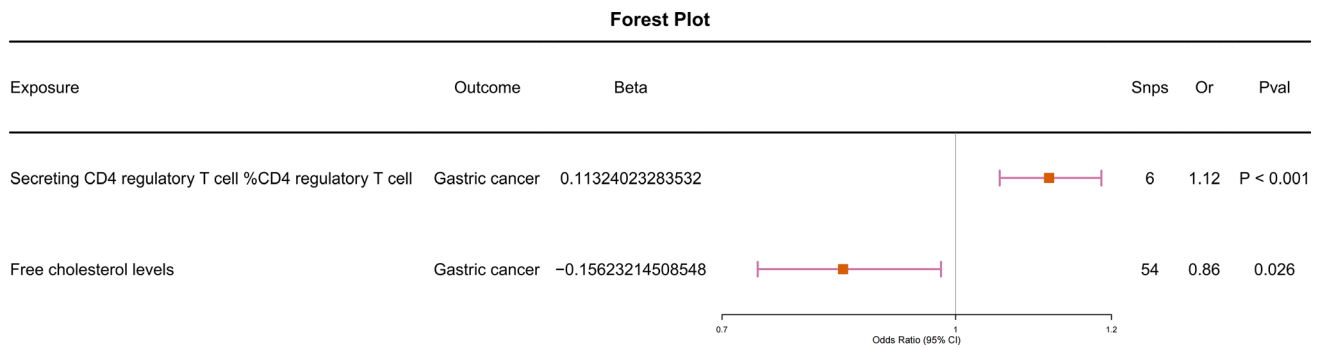 Forest Plot
Exposure Outcome Beta Snps Or Pval
Secreting CD4 regulatory T cell %CD4 regulatory T cell Gastric cancer 0.11324023283532 6 1.12 P < 0.001
Free cholesterol levels Gastric cancer −0.15623214508548 54 0.86 0.026
0.7 1 1.2
Odds Ratio (95% CI)